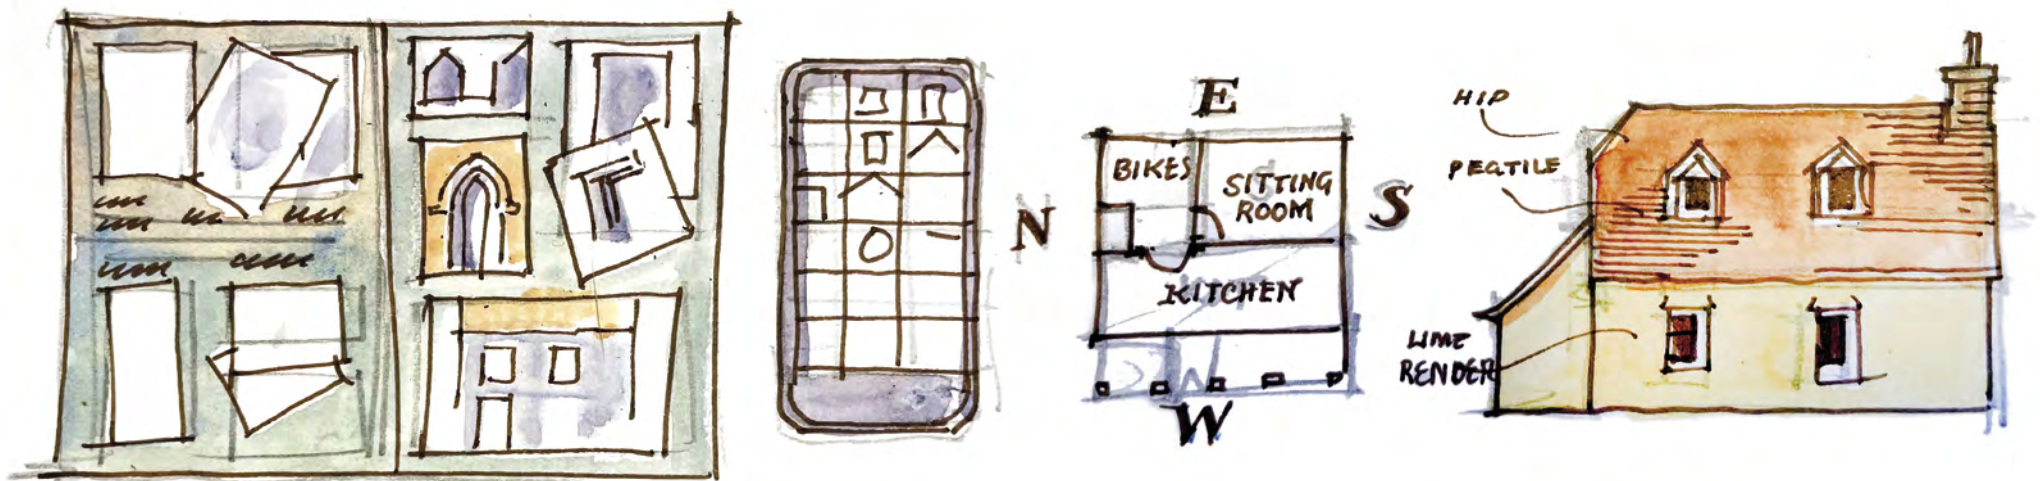 E
N
BIKES
SITTING
ROOM
S
KITCHEN
W
HIP
PEGTILE
LIME
RENDER